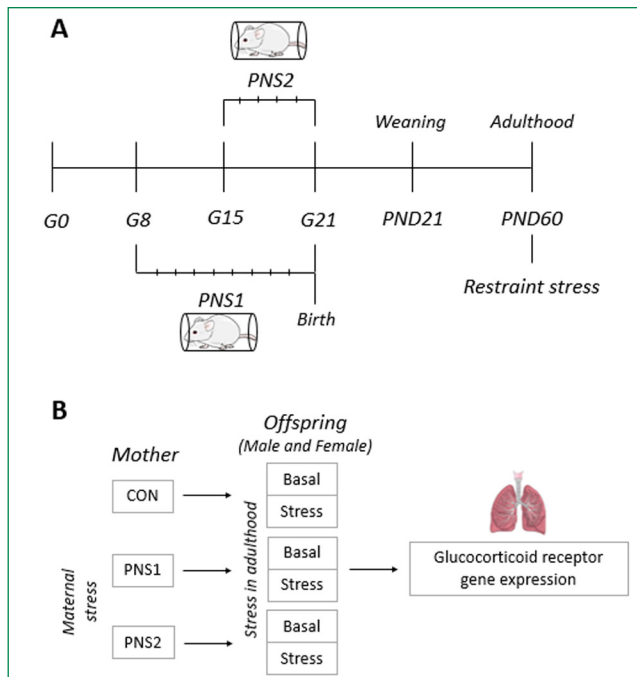 A
PNS2
Weaning
Adulthood
G0
G8
G15
G21
PND21
PND60
PNS1
Birth
Restraint stress
B
Offspring
(Male and Female)
Mother
Maternal
stress
CON
PNS1
PNS2
Stress in adulthood
Basal
Stress
Basal
Stress
Basal
Stress
Glucocorticoid receptor
gene expression